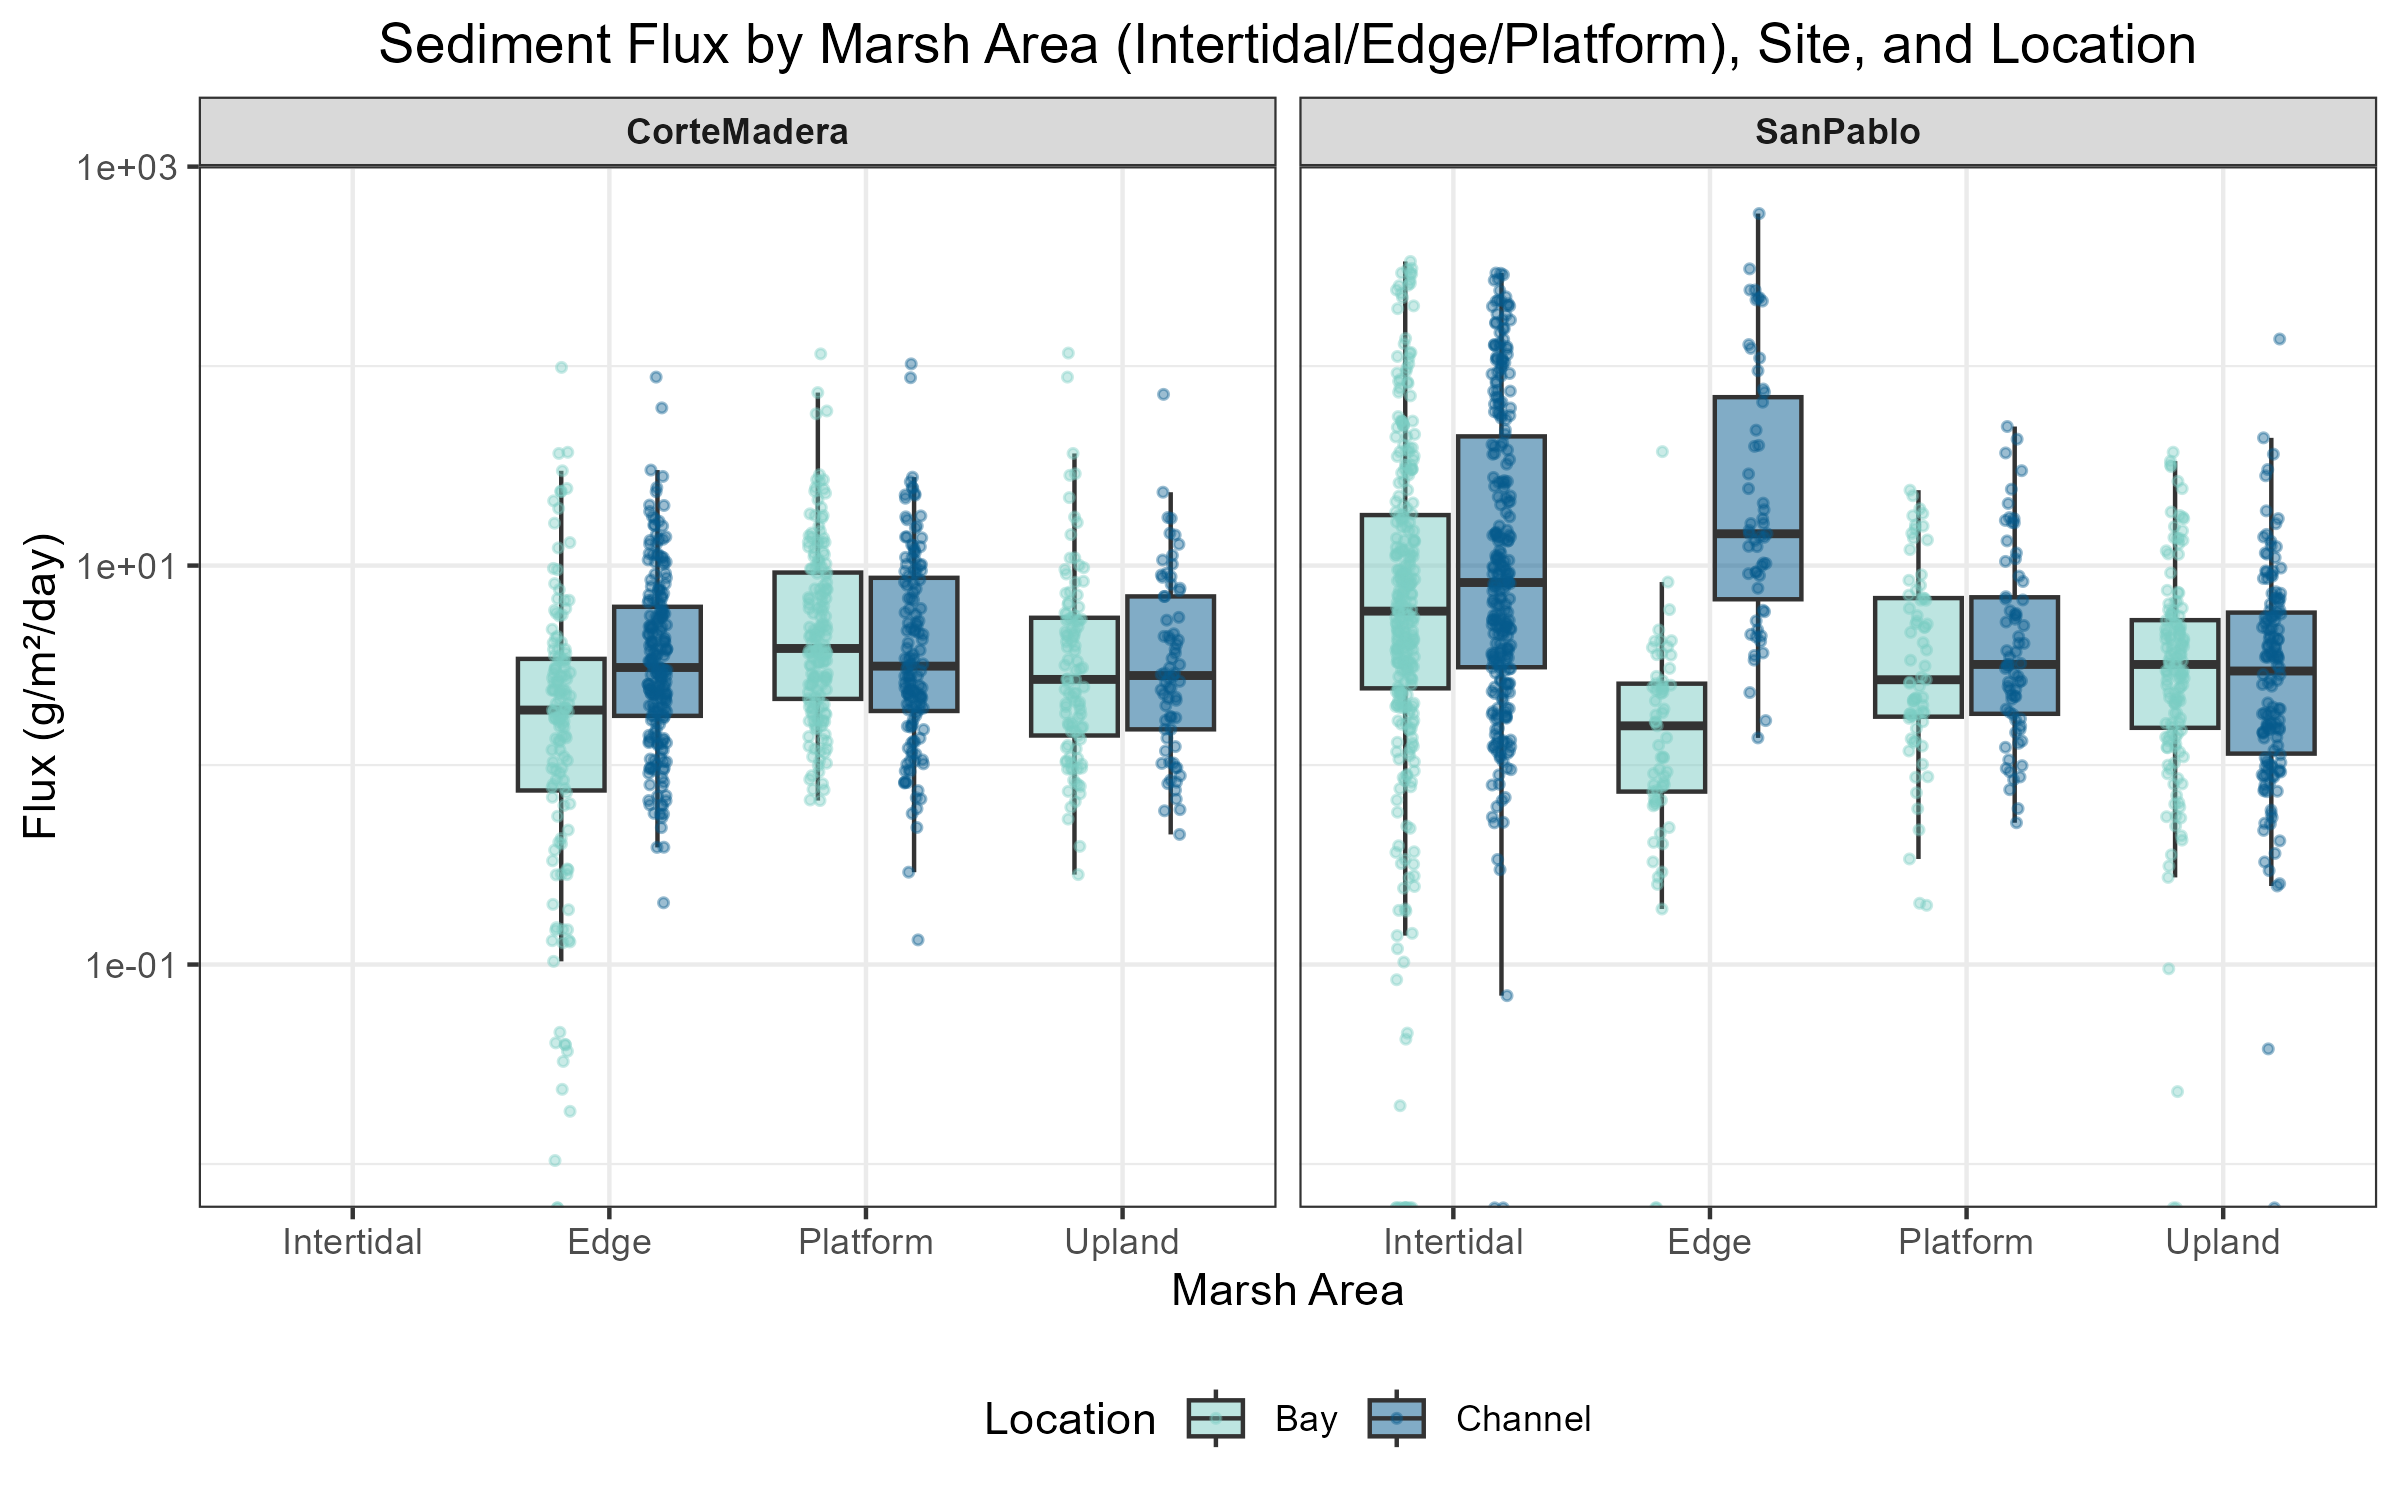 Sediment Flux by Marsh Area (Intertidal/Edge/Platform), Site, and Location
CorteMadera
SanPablo
1e+03
1e+01
1e-01
Flux (g/m²/day)
Intertidal Edge Platform Upland
Intertidal Edge Platform Upland
Marsh Area
Location Bay Channel